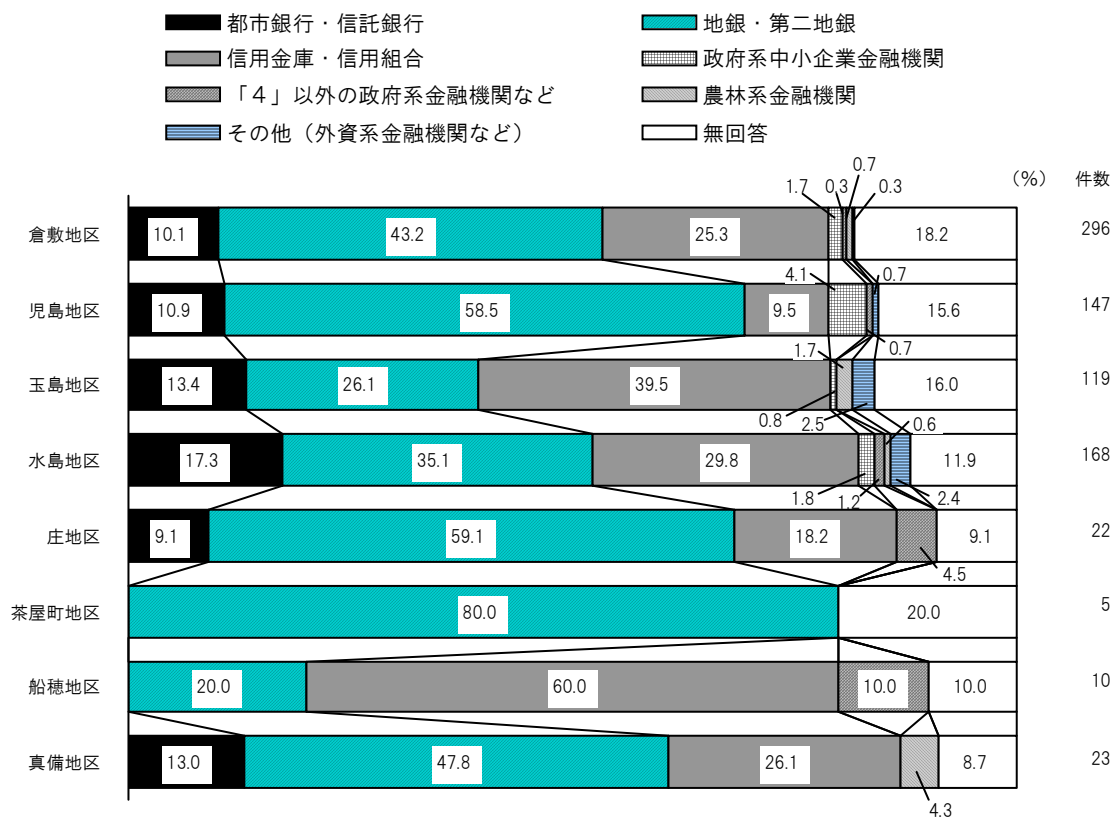 都市銀行・信託銀行 地銀・第二地銀
信用金庫・信用組合 政府系中小企業金融機関
「４」以外の政府系金融機関など 農林系金融機関
その他（外資系金融機関など） 無回答
（%） 件数
1.7 0.3 0.7 0.3
倉敷地区 10.1 43.2 25.3 18.2 296
4.1 0.7
児島地区 10.9 58.5 9.5 15.6 147
0.7
1.7
玉島地区 13.4 26.1 39.5 16.0 119
0.8 2.5 0.6
水島地区 17.3 35.1 29.8 11.9 168
1.8 1.2 2.4
庄地区 9.1 59.1 18.2 9.1 22
4.5
茶屋町地区 80.0 20.0 5
船穂地区 20.0 60.0 10.0 10.0 10
真備地区 13.0 47.8 26.1 8.7 23
4.3